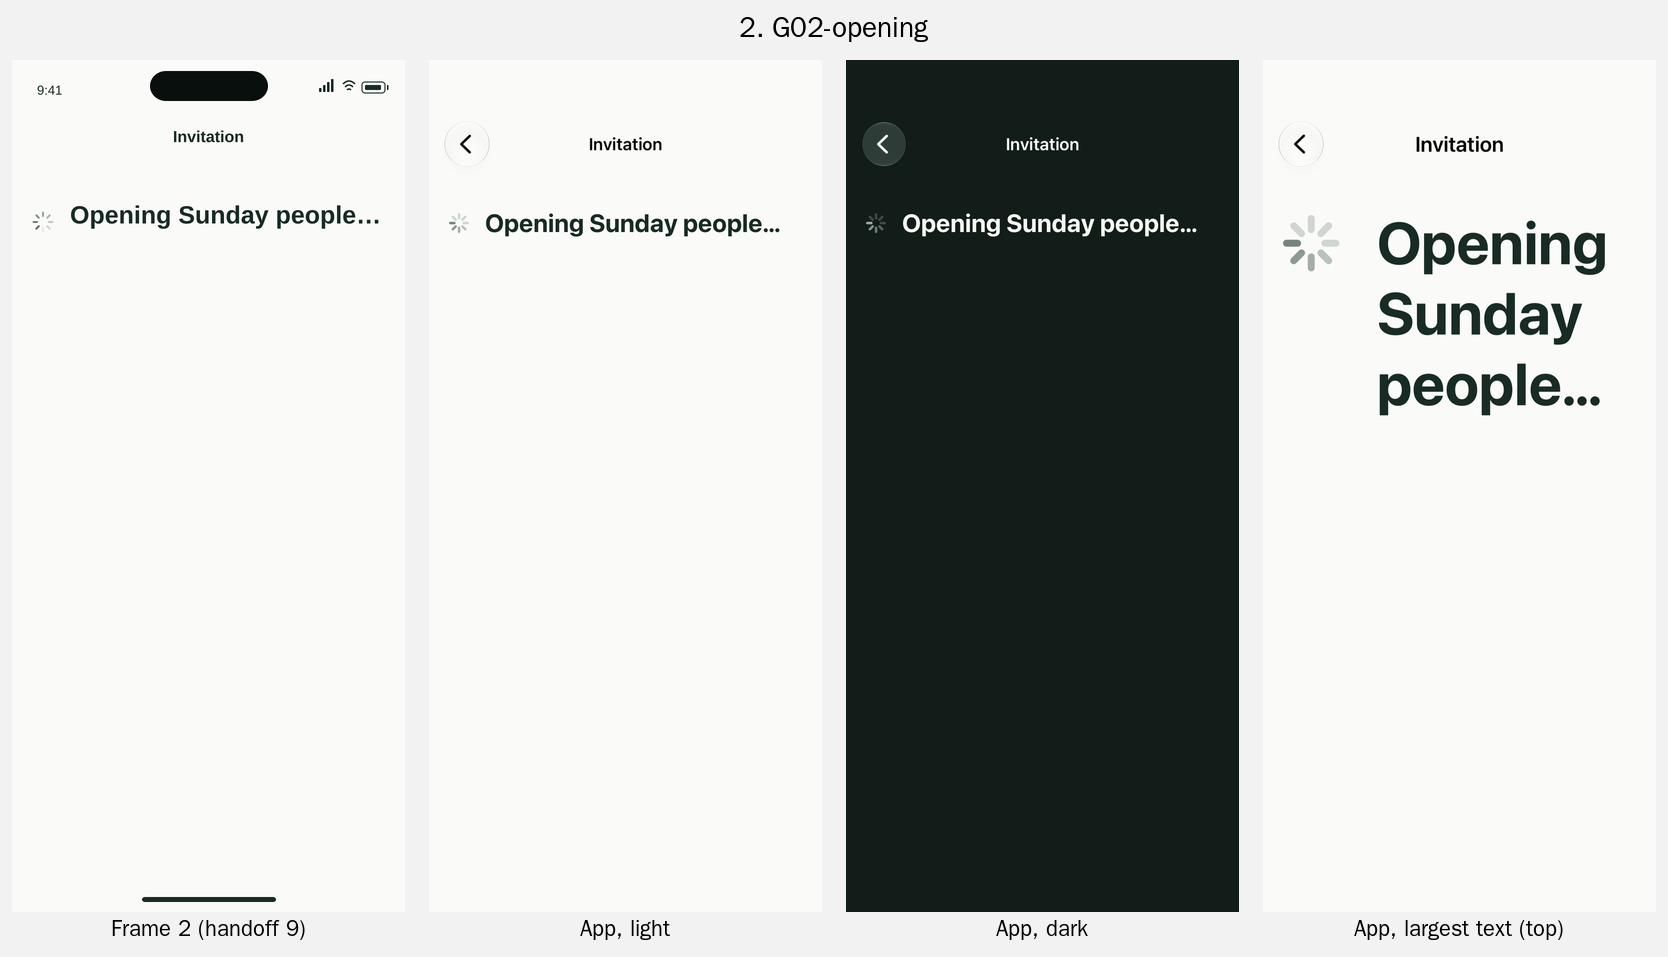 2. G02-opening
9:41
Invitation
Opening Sunday people...
Frame 2 (handoff 9)
Invitation
Opening Sunday people...
App, light
Invitation
Opening Sunday people...
App, dark
Invitation
Opening
Sunday
people...
App, largest text (top)